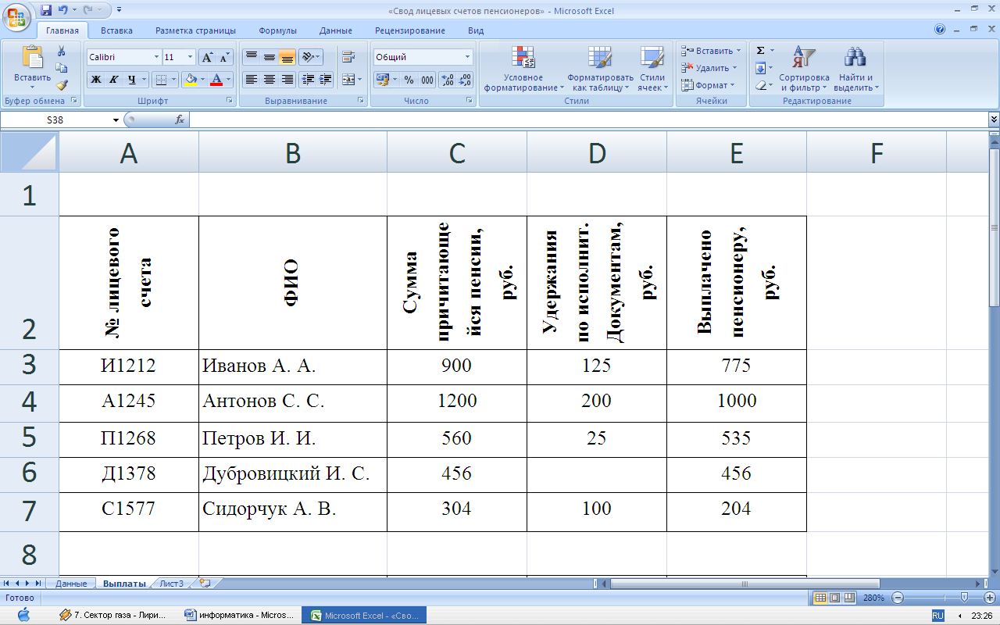 «Свод лицевых счетов пенсионеров» - Microsoft Excel
Главная Вставка Разметка страницы Формулы Данные Рецензирование Вид
Вставить
Буфер обмена
Calibri 11
Ж К Ч
Шрифт
Выравнивание
Общий
% 000
Число
Условное форматирование
Форматировать как таблицу
Стили ячеек
Стили
Вставить
Удалить
Формат
Ячейки
Сортировка и фильтр
Найти и выделить
Редактирование
S38 fx
A B C D E F
1
2
№ лицевого
счета
ФИО
Сумма
причитающе
йся пенсии,
руб.
Удержания
по исполнит.
Документам,
руб.
Выплачено
пенсионеру,
руб.
3 И1212 Иванов А. А. 900 125 775
4 А1245 Антонов С. С. 1200 200 1000
5 П1268 Петров И. И. 560 25 535
6 Д1378 Дубровицкий И. С. 456 456
7 С1577 Сидорчук А. В. 304 100 204
8
Данные Выплаты Лист3
Готово 280%
7. Сектор газа - Лири... информатика - Micros... Microsoft Excel - «Сво... RU 23:26